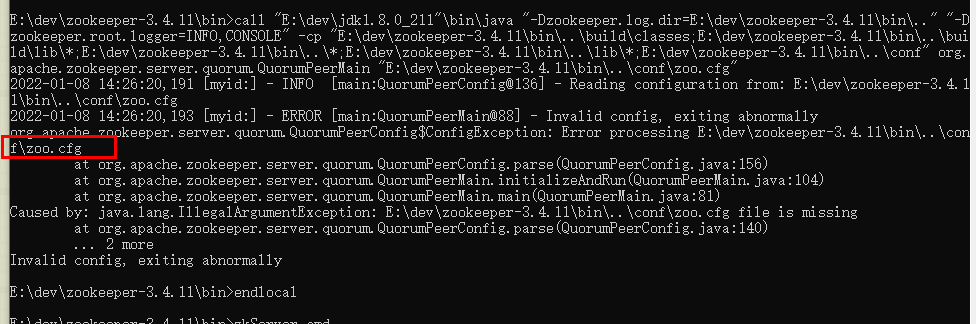 E:\dev\zookeeper-3.4.11\bin>call "E:\dev\jdk1.8.0_211"\bin\java "-Dzookeeper.log.dir=E:\dev\zookeeper-3.4.11\bin\.." "-D
zookeeper.root.logger=INFO,CONSOLE" -cp "E:\dev\zookeeper-3.4.11\bin\..\build\classes;E:\dev\zookeeper-3.4.11\bin\..\bui
ld\lib\*;E:\dev\zookeeper-3.4.11\bin\..\*;E:\dev\zookeeper-3.4.11\bin\..\lib\*;E:\dev\zookeeper-3.4.11\bin\..\conf" org.
apache.zookeeper.server.quorum.QuorumPeerMain "E:\dev\zookeeper-3.4.11\bin\..\conf\zoo.cfg"
2022-01-08 14:26:20,191 [myid:] - INFO  [main:QuorumPeerConfig@136] - Reading configuration from: E:\dev\zookeeper-3.4.1
1\bin\..\conf\zoo.cfg
2022-01-08 14:26:20,193 [myid:] - ERROR [main:QuorumPeerMain@88] - Invalid config, exiting abnormally
org.apache.zookeeper.server.quorum.QuorumPeerConfig$ConfigException: Error processing E:\dev\zookeeper-3.4.11\bin\..\con
f\zoo.cfg
at org.apache.zookeeper.server.quorum.QuorumPeerConfig.parse(QuorumPeerConfig.java:156)
at org.apache.zookeeper.server.quorum.QuorumPeerMain.initializeAndRun(QuorumPeerMain.java:104)
at org.apache.zookeeper.server.quorum.QuorumPeerMain.main(QuorumPeerMain.java:81)
Caused by: java.lang.IllegalArgumentException: E:\dev\zookeeper-3.4.11\bin\..\conf\zoo.cfg file is missing
at org.apache.zookeeper.server.quorum.QuorumPeerConfig.parse(QuorumPeerConfig.java:140)
... 2 more
Invalid config, exiting abnormally
E:\dev\zookeeper-3.4.11\bin>endlocal
E:\dev\zookeeper-3.4.11\bin>zkServer.cmd